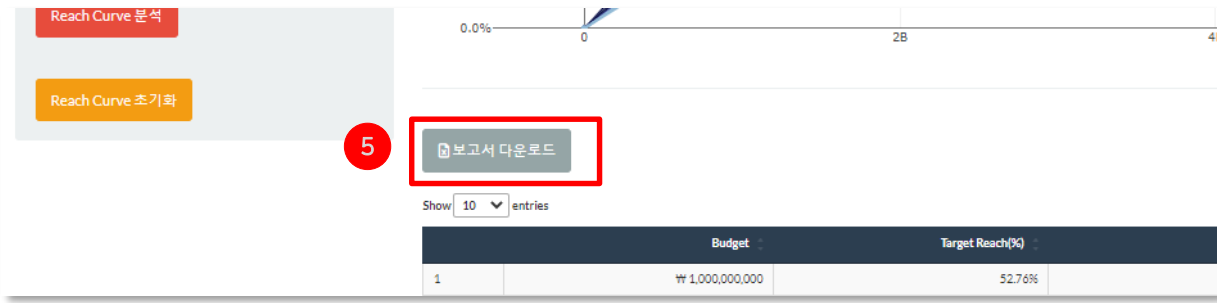 Reach Curve 분석
Reach Curve 초기화
0.0%
0
2B
5
보고서 다운로드
Show 10 entries
Budget Target Reach(%)
1 ₩ 1,000,000,000 52.76%